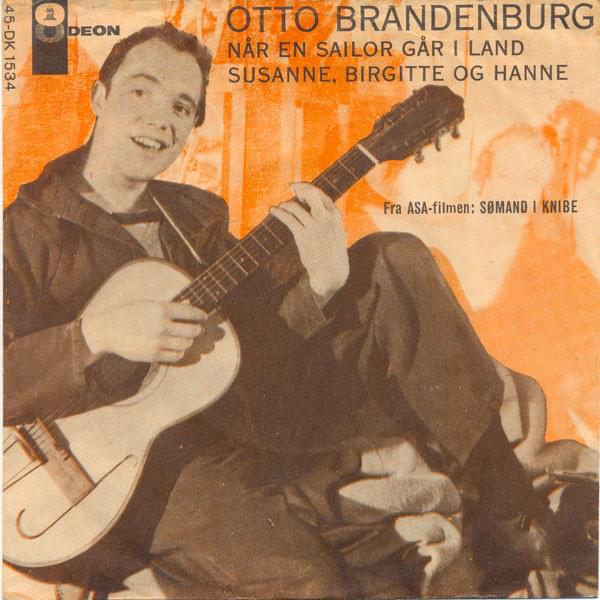 45-DK 1534
ODEON
OTTO BRANDENBURG
NÅR EN SAILOR GÅR I LAND
SUSANNE, BIRGITTE OG HANNE
Fra ASA-filmen: SØMAND I KNIBE